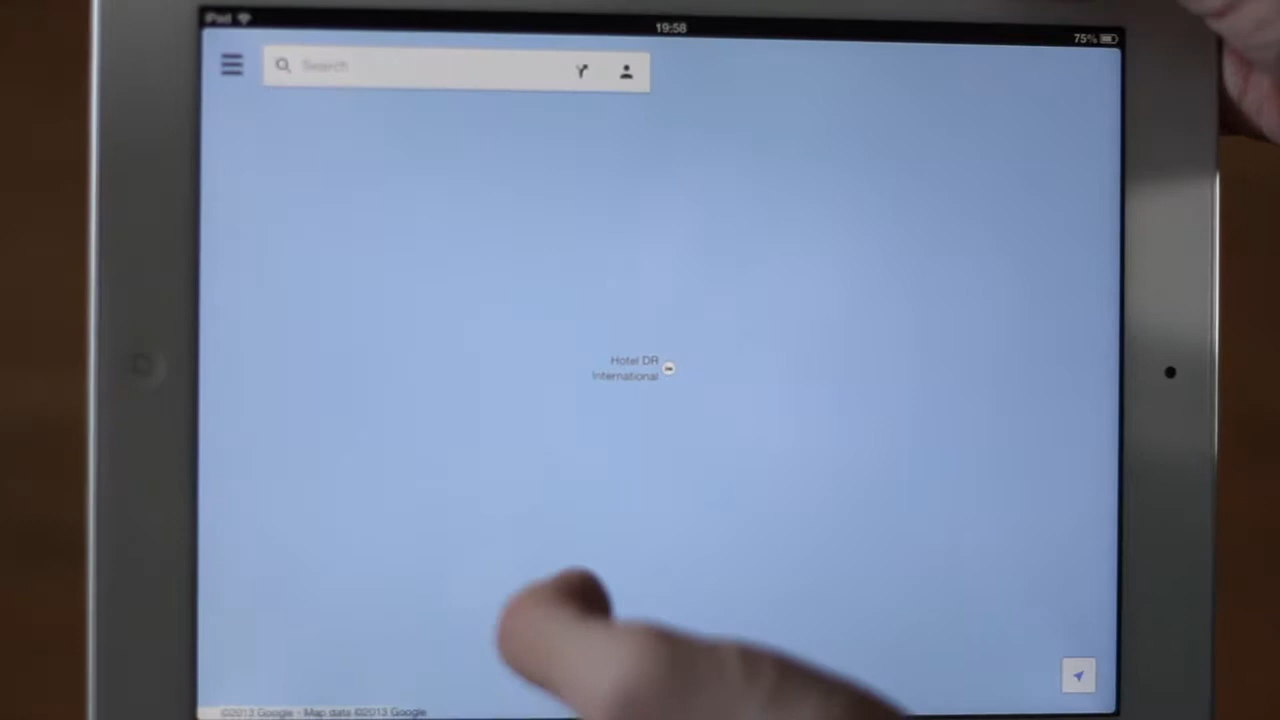 iPad
19:58
75%
Search
Hotel DR
International
©2013 Google - Map data ©2013 Google